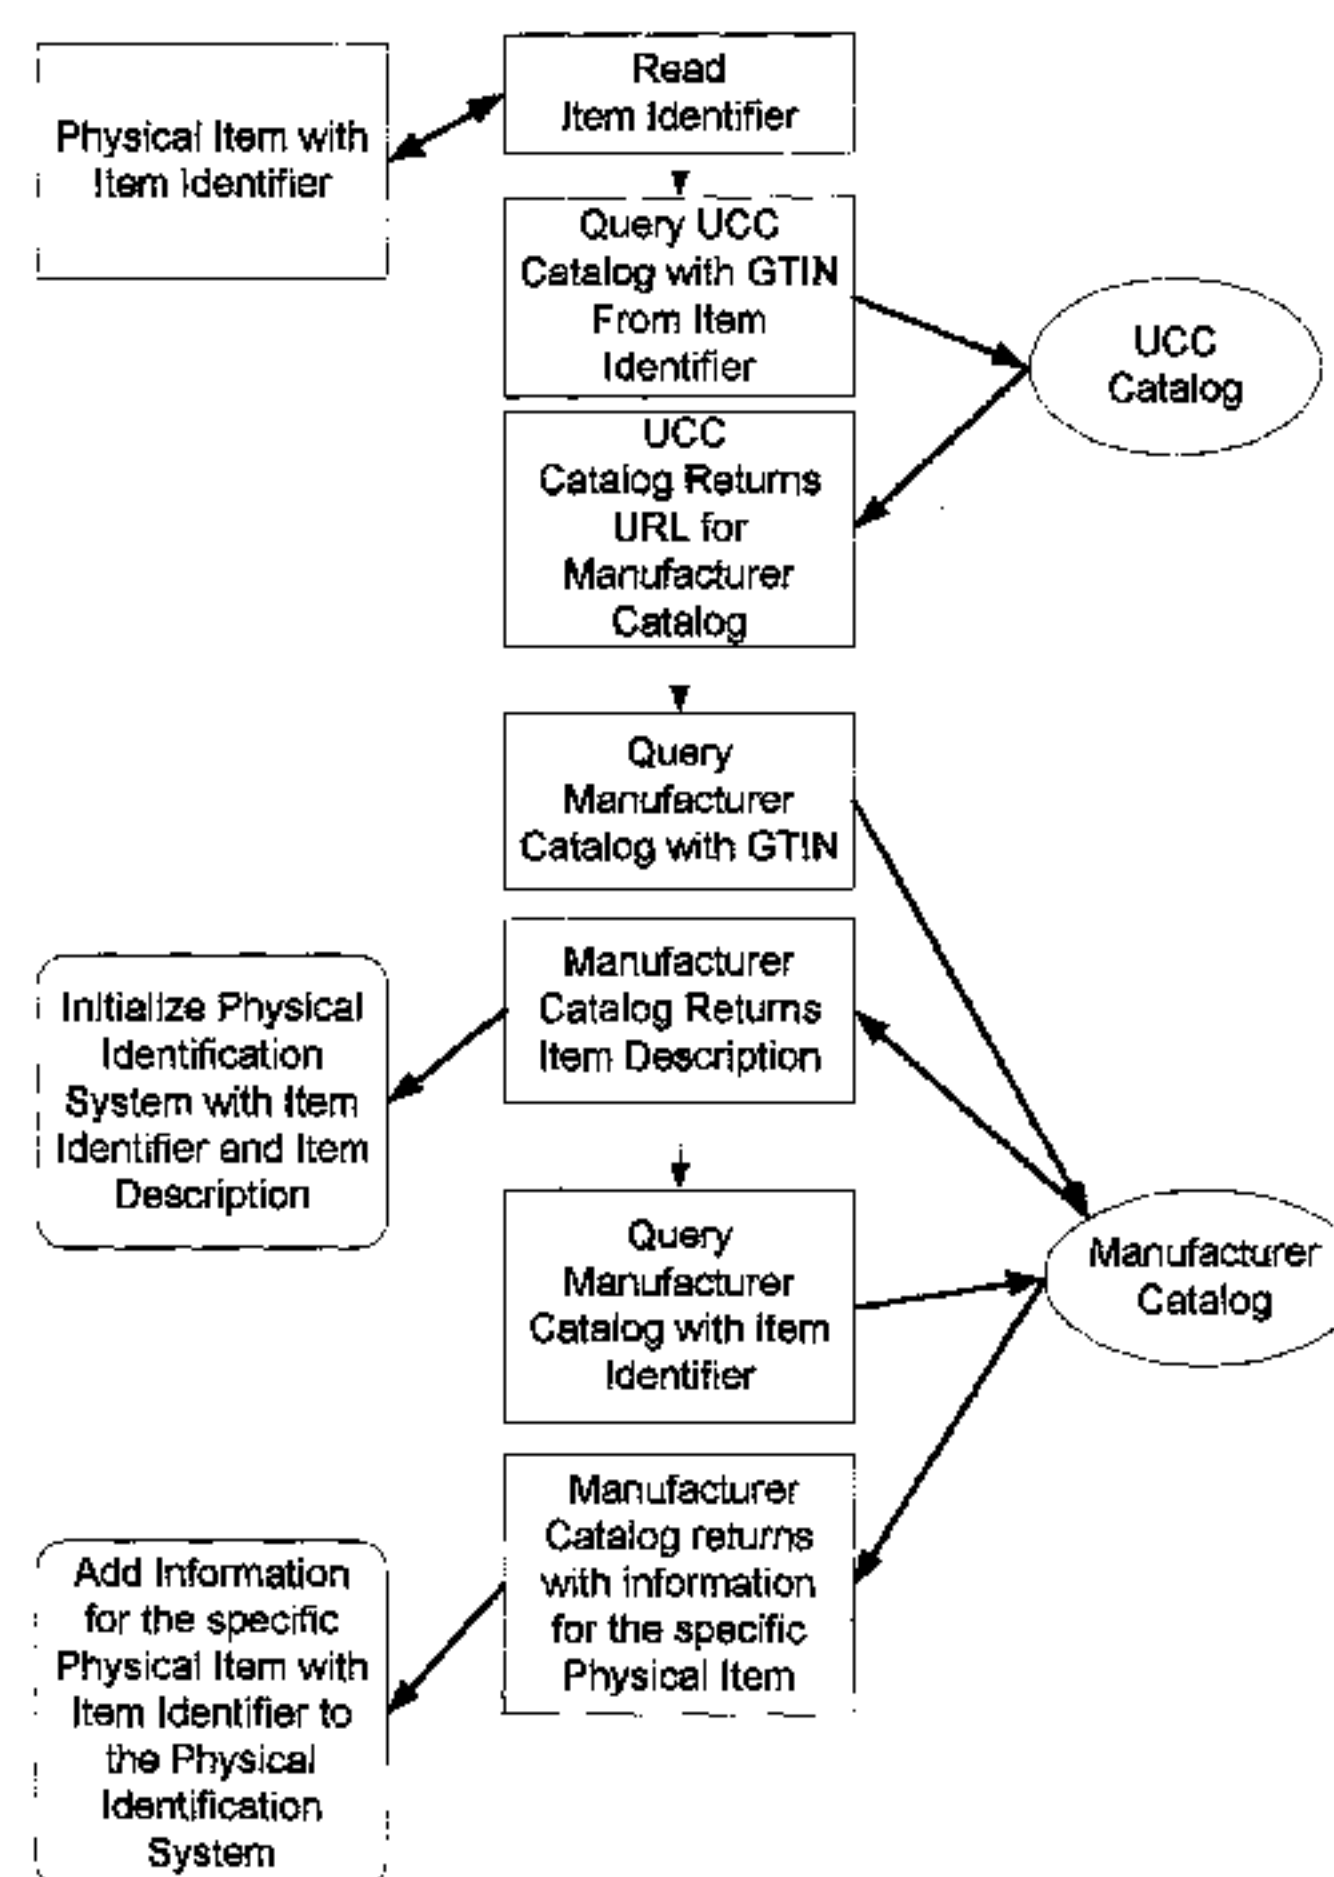 Physical Item with
Item Identifier
Read
Item Identifier
Query UCC
Catalog with GTIN
From Item
Identifier
UCC
Catalog
UCC
Catalog Returns
URL for
Manufacturer
Catalog
Query
Manufacturer
Catalog with GTIN
Manufacturer
Catalog Returns
Item Description
Initialize Physical
Identification
System with Item
Identifier and Item
Description
Query
Manufacturer
Catalog with Item
Identifier
Manufacturer
Catalog
Manufacturer
Catalog returns
with information
for the specific
Physical Item
Add Information
for the specific
Physical Item with
Item Identifier to
the Physical
Identification
System